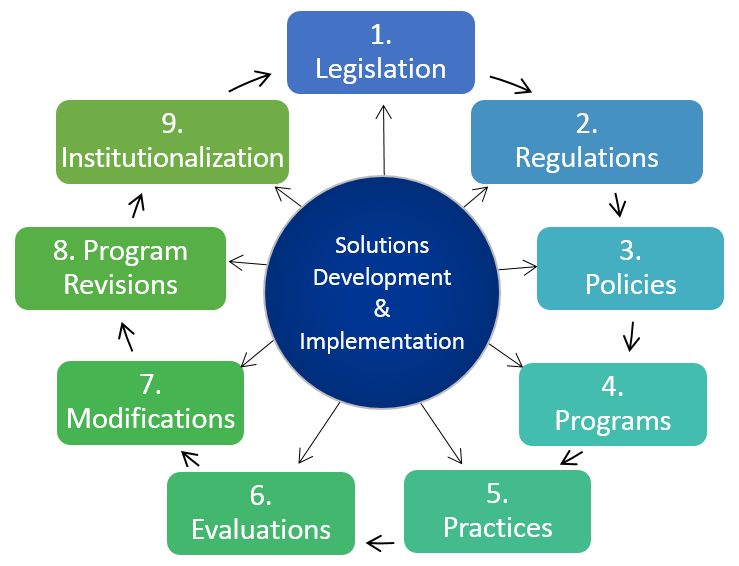 1.
Legislation
2.
Regulations
3.
Policies
4.
Programs
5.
Practices
6.
Evaluations
7.
Modifications
8. Program
Revisions
9.
Institutionalization
Solutions
Development
&
Implementation